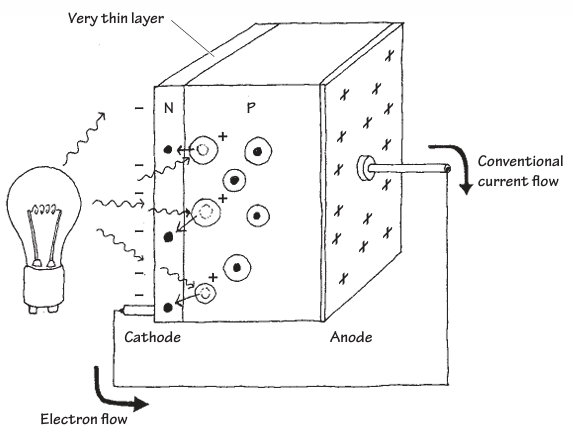 Very thin layer
N
P
Conventional
current flow
Cathode
Anode
Electron flow